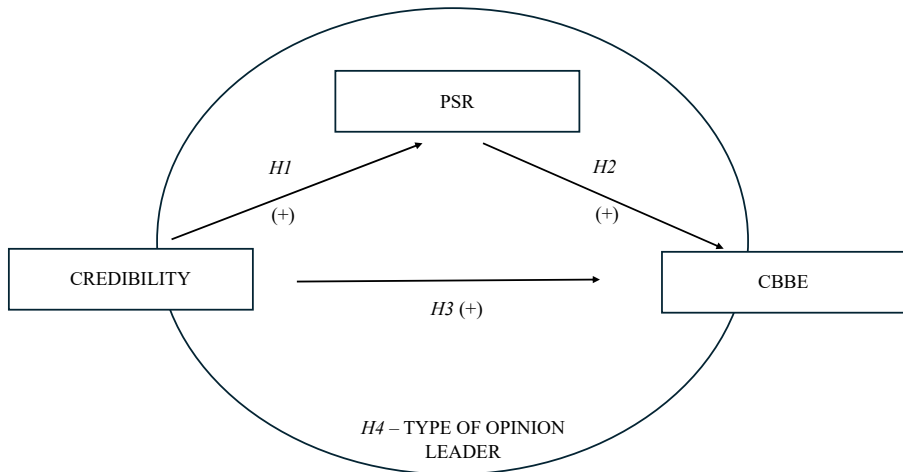 PSR
H1
H2
(+)
(+)
CREDIBILITY
CBBE
H3 (+)
H4 – TYPE OF OPINION
LEADER